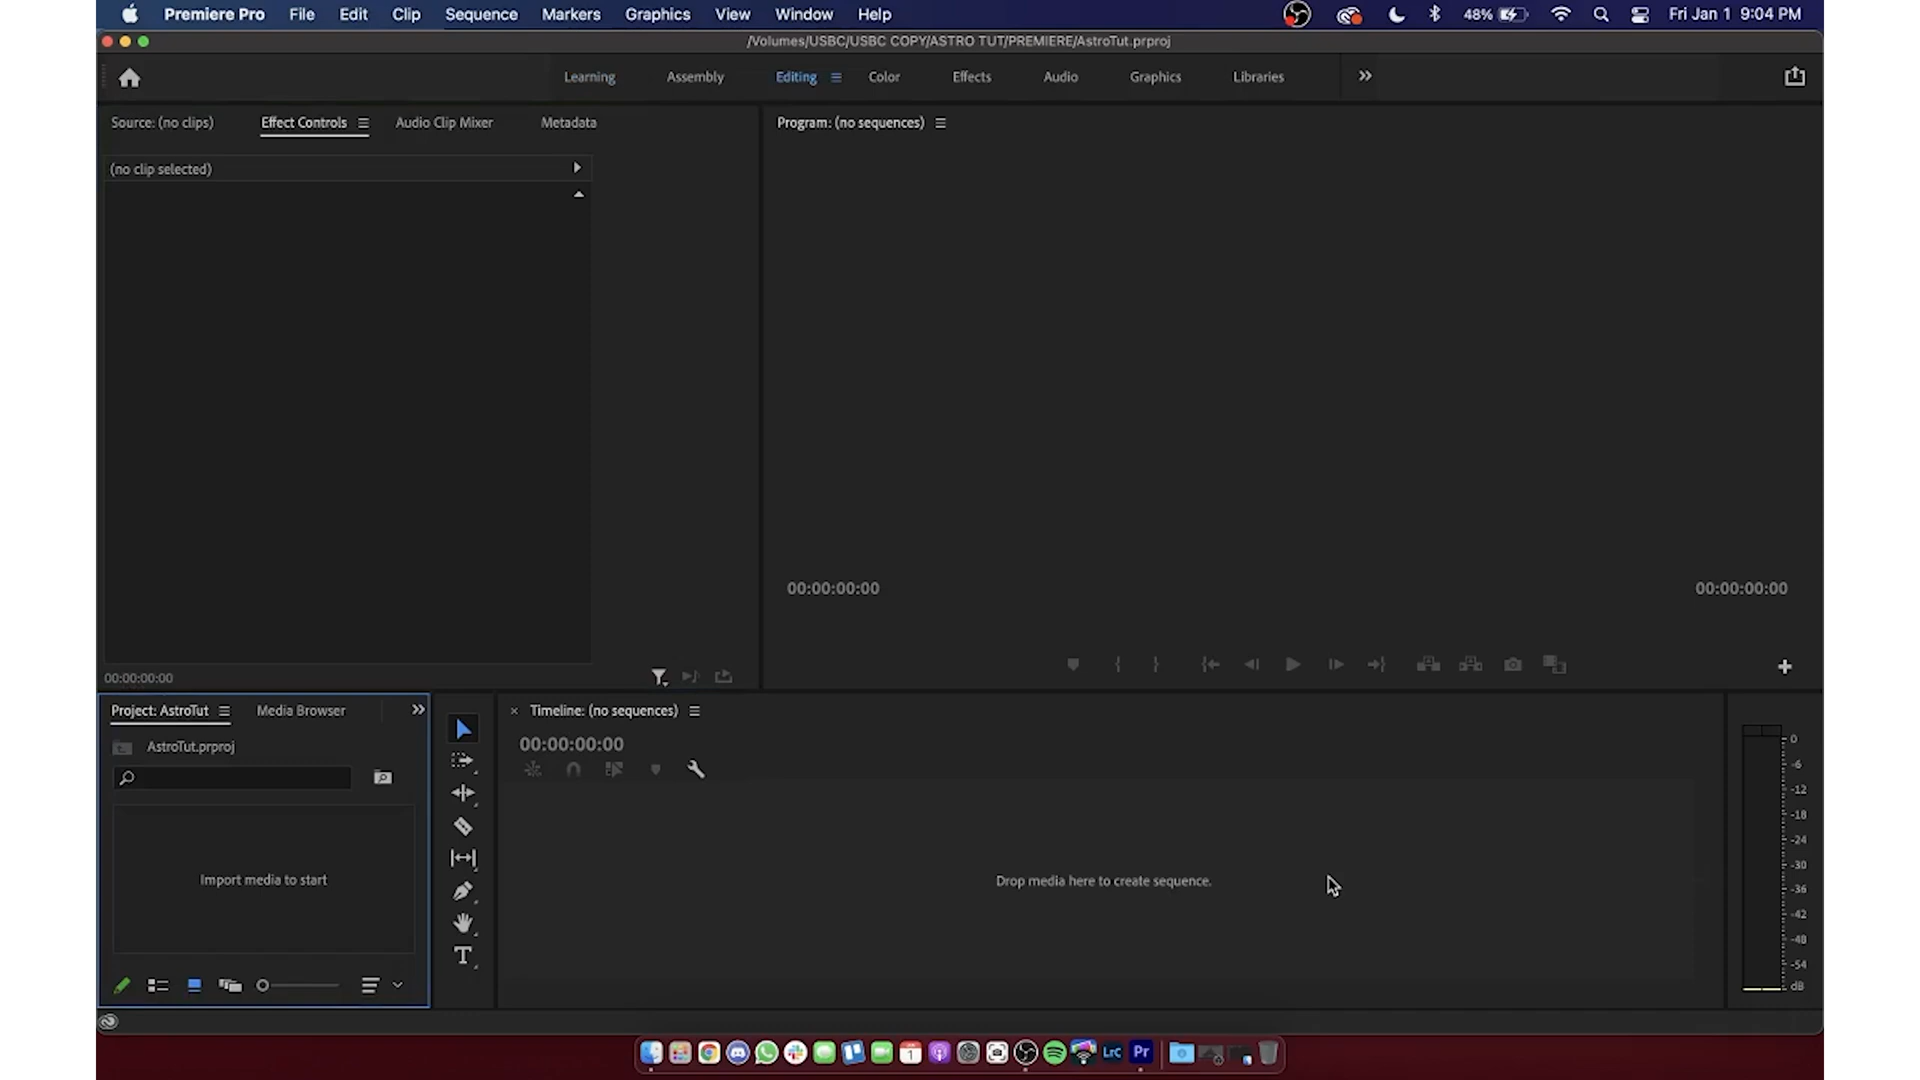 Premiere Pro File Edit Clip Sequence Markers Graphics View Window Help 48% Fri Jan 1 9:04 PM
/Volumes/USBC/USBC COPY/ASTRO TUT/PREMIERE/AstroTut.prproj
Learning Assembly Editing Color Effects Audio Graphics Libraries
Source: (no clips) Effect Controls Audio Clip Mixer Metadata
Program: (no sequences)
(no clip selected)
00:00:00:00 00:00:00:00
00:00:00:00
Project: AstroTut Media Browser
AstroTut.prproj
Import media to start
T
Timeline: (no sequences)
00:00:00:00
Drop media here to create sequence.
0
-6
-12
-18
-24
-30
-36
-42
-48
-54
dB
1 LrC Pr